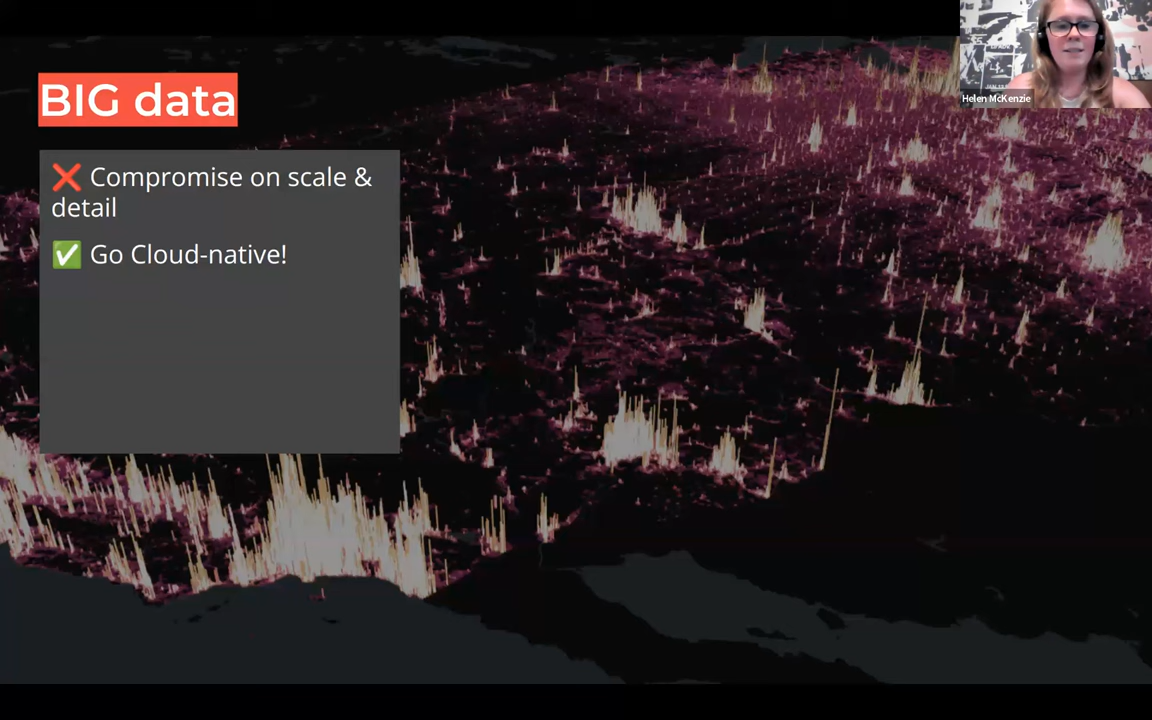 BIG data
❌ Compromise on scale &
detail
✅ Go Cloud-native!
Helen McKenzie